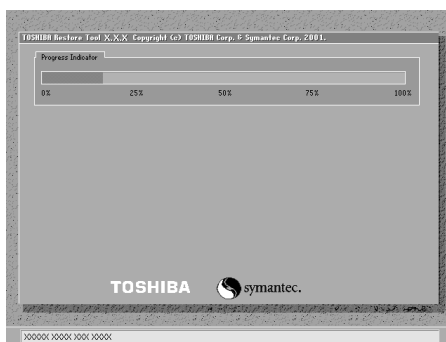 TOSHIBA Restore Tool X.X.X Copyright (c) TOSHIBA Corp. & Symantec Corp. 2001.
Progress Indicator
0% 25% 50% 75% 100%
TOSHIBA symantec.
XXXXX XXXX XXX XXXX